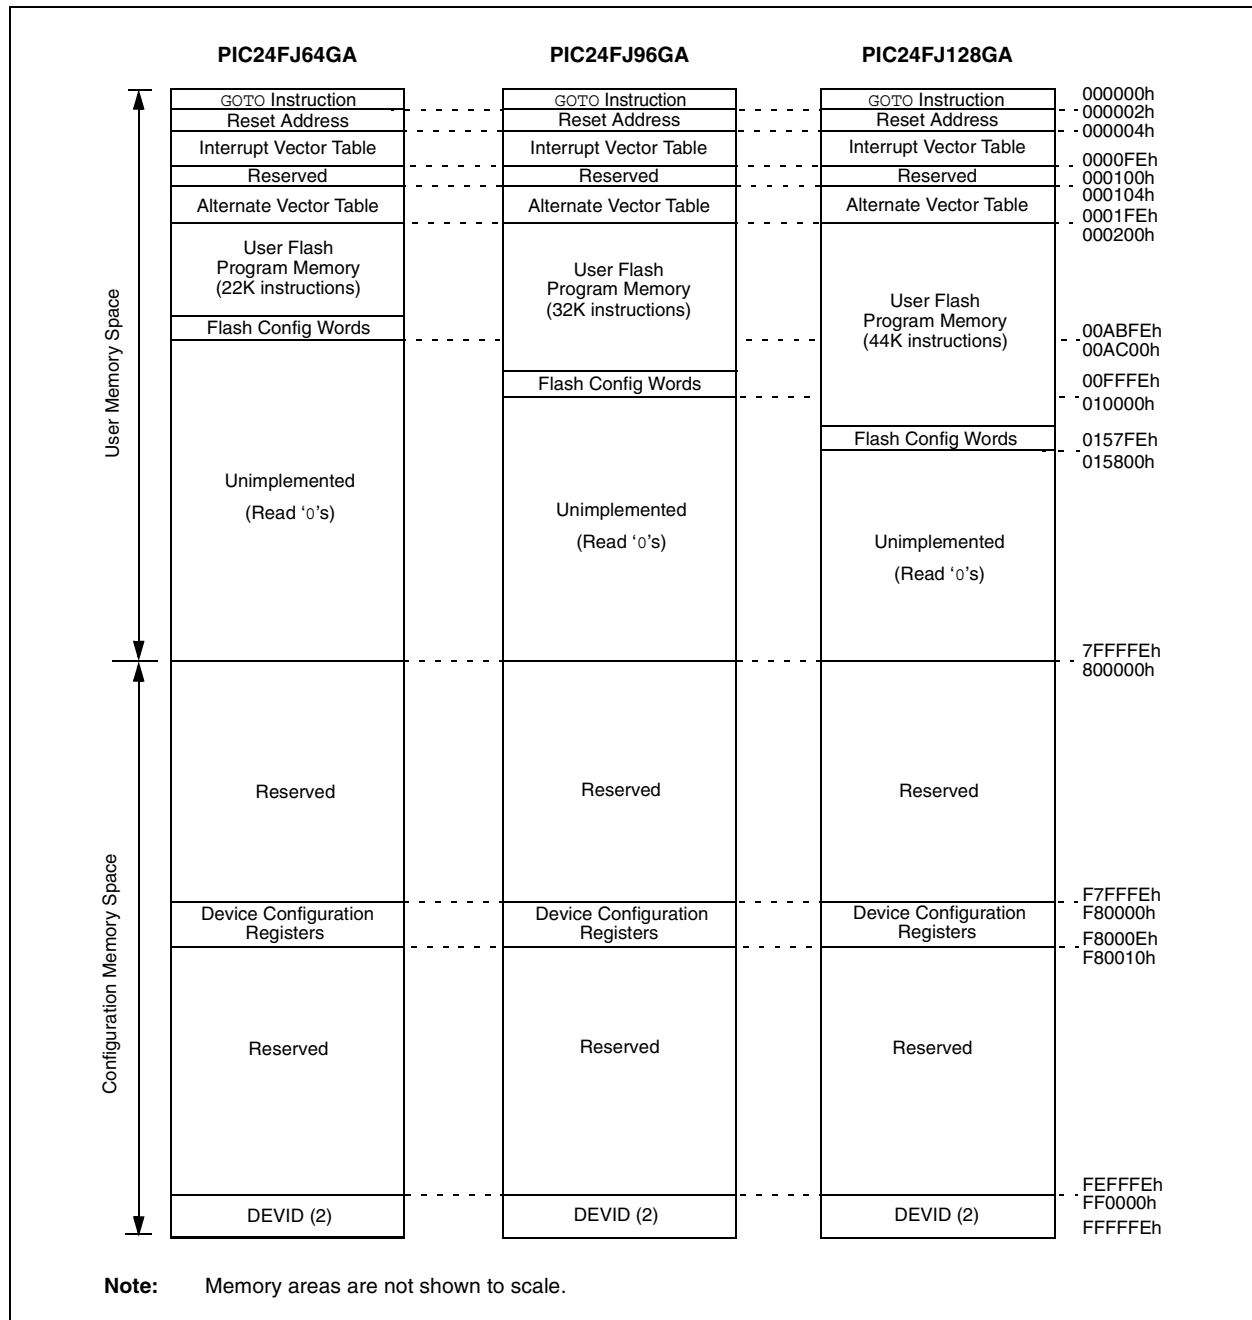 PIC24FJ64GA PIC24FJ96GA PIC24FJ128GA
GOTO Instruction GOTO Instruction GOTO Instruction 000000h
000002h
Reset Address Reset Address Reset Address
000004h
Interrupt Vector Table Interrupt Vector Table Interrupt Vector Table
0000FEh
Reserved Reserved Reserved 000100h
000104h
Alternate Vector Table Alternate Vector Table Alternate Vector Table
0001FEh
000200h
User Flash
Program Memory
(22K instructions)
User Flash
Program Memory
(32K instructions)
User Flash
Program Memory
(44K instructions)
Flash Config Words
00ABFEh
00AC00h
Flash Config Words
00FFFEh
010000h
Flash Config Words
0157FEh
015800h
User Memory Space
Unimplemented
(Read ‘0’s)
Unimplemented
(Read ‘0’s)
Unimplemented
(Read ‘0’s)
7FFFFEh
800000h
Reserved Reserved Reserved
F7FFFEh
F80000h
Device Configuration
Registers
Device Configuration
Registers
Device Configuration
Registers
F8000Eh
F80010h
Configuration Memory Space
Reserved Reserved Reserved
FEFFFEh
FF0000h
DEVID (2) DEVID (2) DEVID (2)
FFFFFEh
Note: Memory areas are not shown to scale.